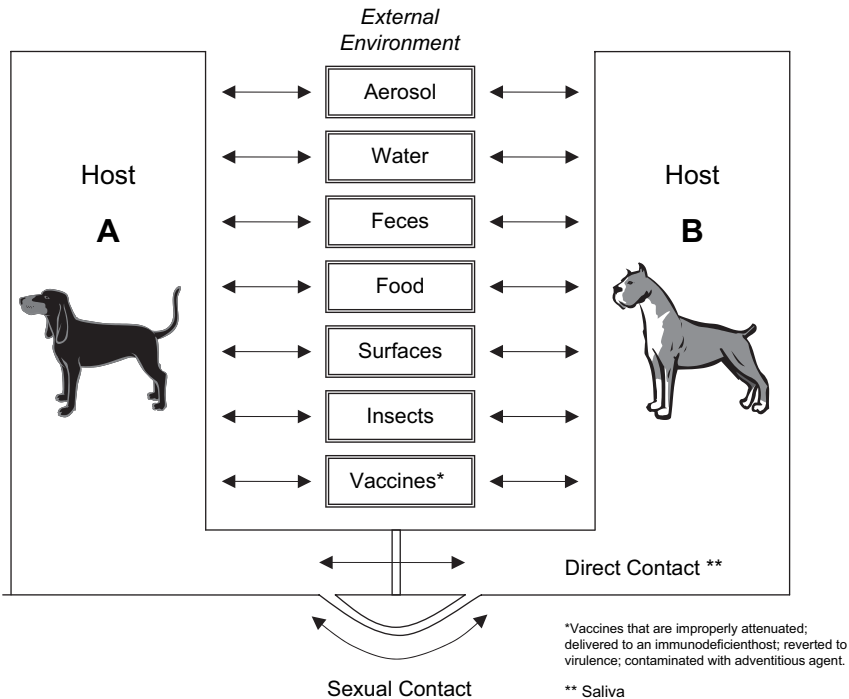 External
Environment
Aerosol
Water
Host
Host
A
Feces
B
Food
Surfaces
Insects
Vaccines*
Direct Contact **
*Vaccines that are improperly attenuated;
delivered to an immunodeficienthost; reverted to
virulence; contaminated with adventitious agent.
Sexual Contact
** Saliva